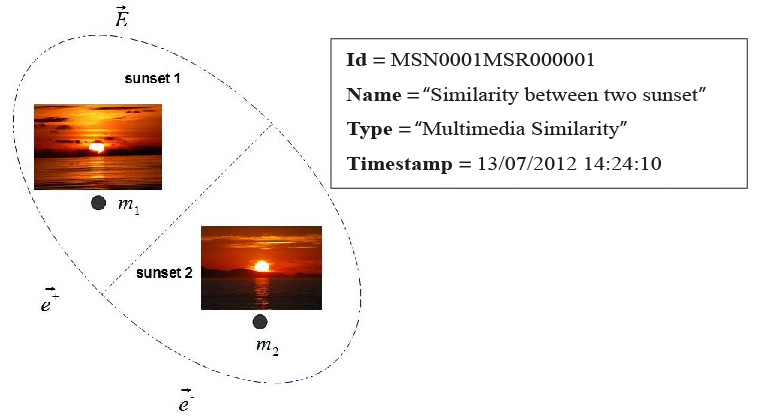 E⃗
sunset 1
m₁
sunset 2
m₂
e⃗⁺
e⃗⁻
Id = MSN0001MSR000001
Name = “Similarity between two sunset”
Type = “Multimedia Similarity”
Timestamp = 13/07/2012 14:24:10